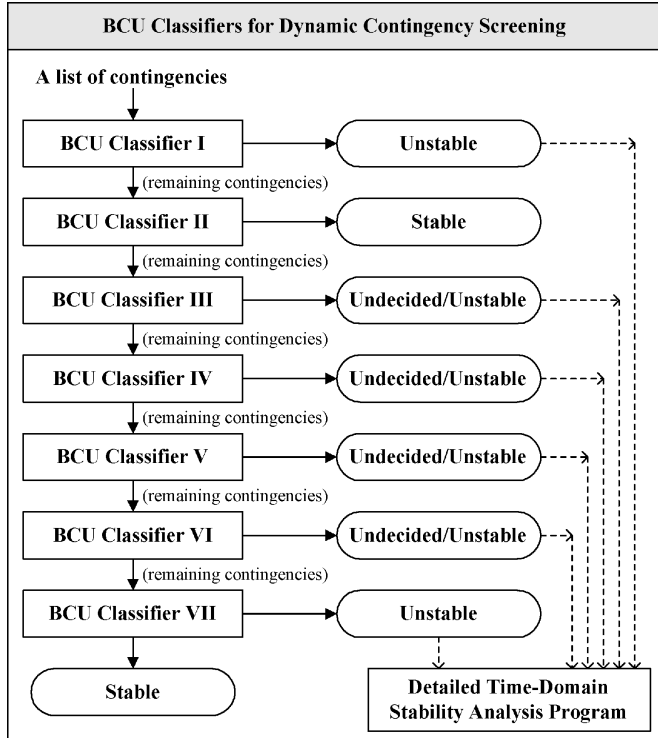 BCU Classifiers for Dynamic Contingency Screening
A list of contingencies
BCU Classifier I
Unstable
(remaining contingencies)
BCU Classifier II
Stable
(remaining contingencies)
BCU Classifier III
Undecided/Unstable
(remaining contingencies)
BCU Classifier IV
Undecided/Unstable
(remaining contingencies)
BCU Classifier V
Undecided/Unstable
(remaining contingencies)
BCU Classifier VI
Undecided/Unstable
(remaining contingencies)
BCU Classifier VII
Unstable
Stable
Detailed Time-Domain
Stability Analysis Program